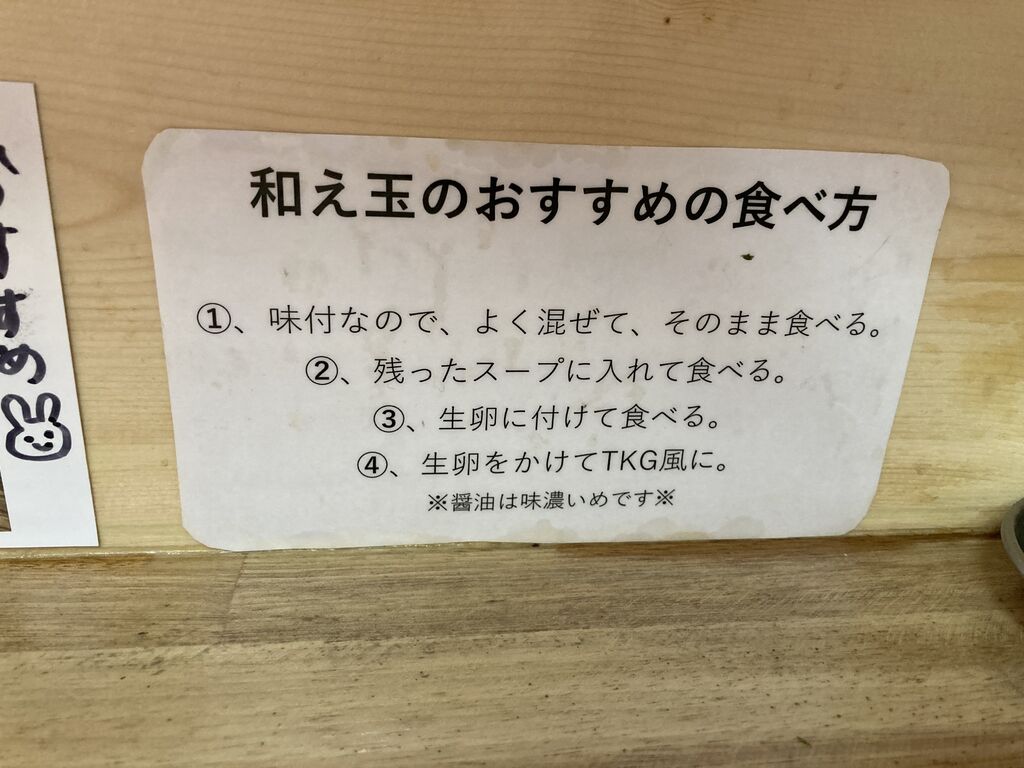 和え玉のおすすめの食べ方
①、味付なので、よく混ぜて、そのまま食べる。
②、残ったスープに入れて食べる。
③、生卵に付けて食べる。
④、生卵をかけてTKG風に。
※醤油は味濃いめです※
すすめ